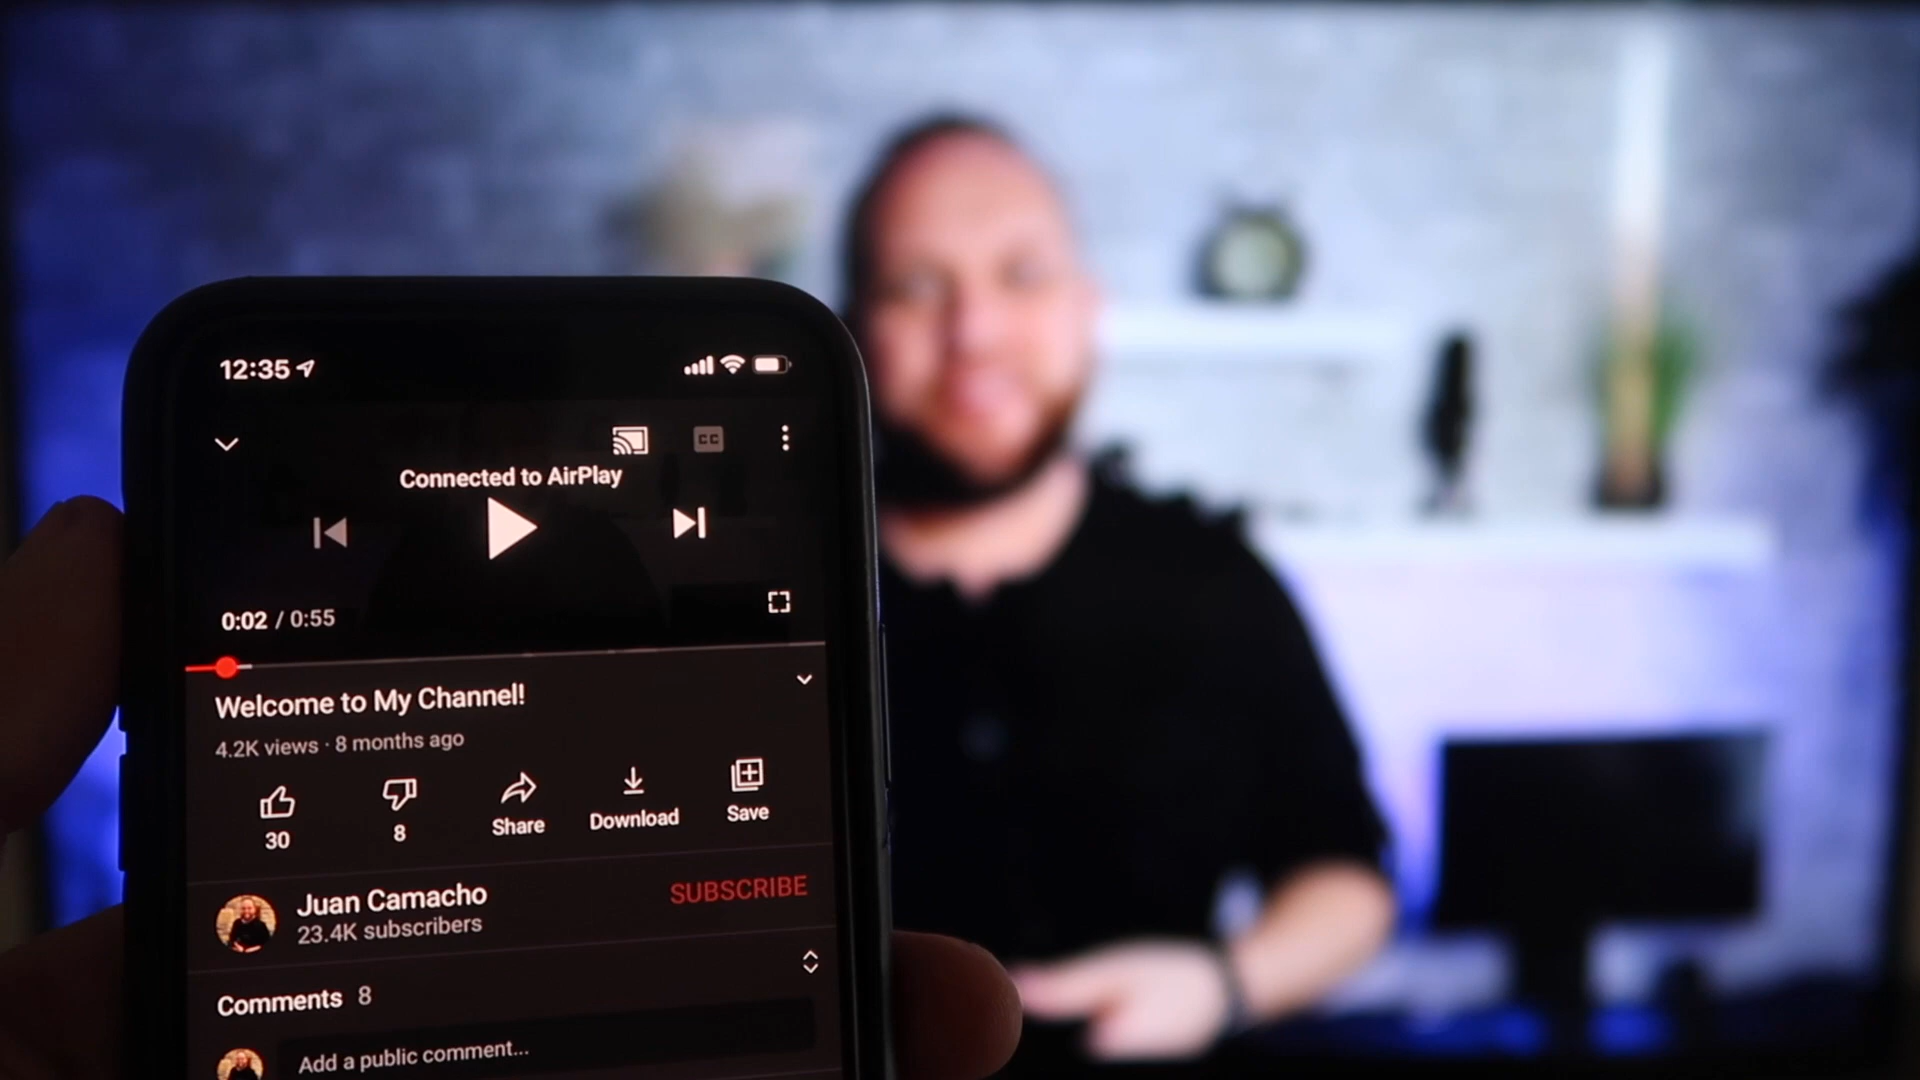 12:35
CC
Connected to AirPlay
0:02 / 0:55
Welcome to My Channel!
4.2K views · 8 months ago
30
8
Share
Download
Save
Juan Camacho
SUBSCRIBE
23.4K subscribers
Comments 8
Add a public comment...